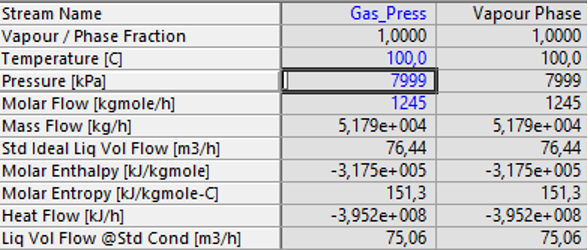 Stream Name Gas_Press Vapour Phase
Vapour / Phase Fraction 1,0000 1,0000
Temperature [C] 100,0 100,0
Pressure [kPa] 7999 7999
Molar Flow [kgmole/h] 1245 1245
Mass Flow [kg/h] 5,179e+004 5,179e+004
Std Ideal Liq Vol Flow [m3/h] 76,44 76,44
Molar Enthalpy [kJ/kgmole] -3,175e+005 -3,175e+005
Molar Entropy [kJ/kgmole-C] 151,3 151,3
Heat Flow [kJ/h] -3,952e+008 -3,952e+008
Liq Vol Flow @Std Cond [m3/h] 75,06 75,06